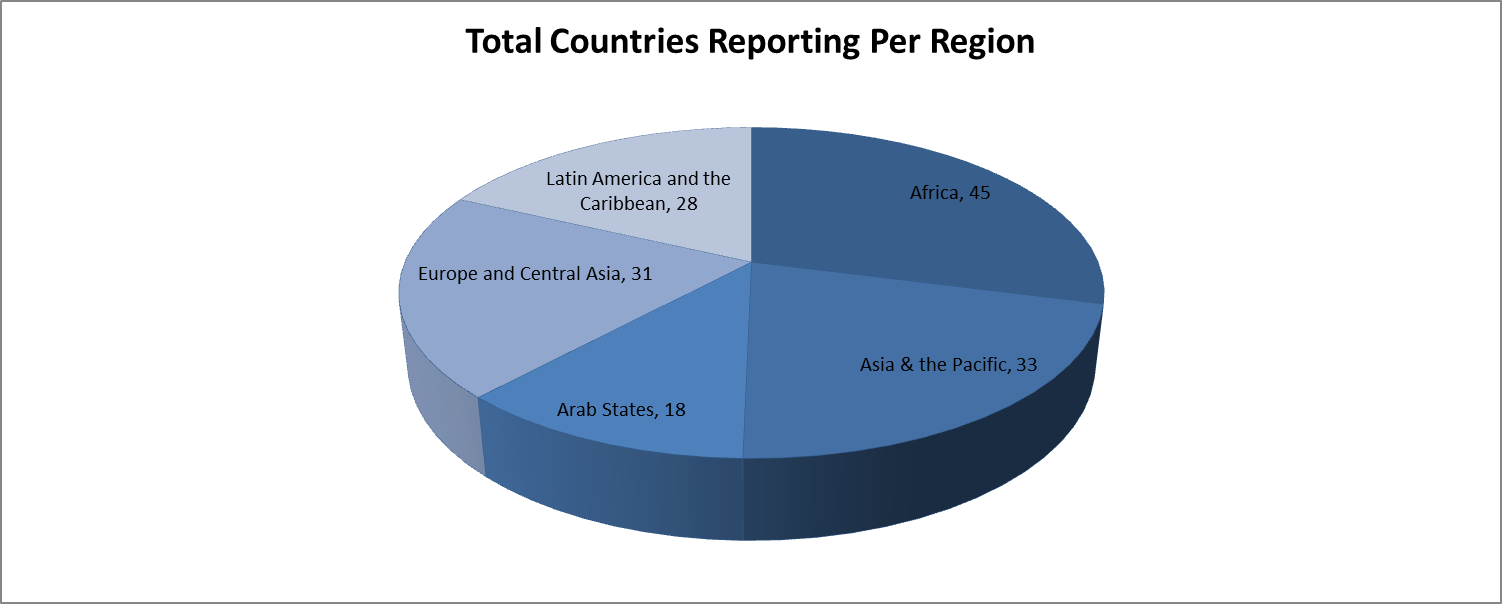 Total Countries Reporting Per Region
Latin America and the
Caribbean, 28
Africa, 45
Europe and Central Asia, 31
Asia & the Pacific, 33
Arab States, 18